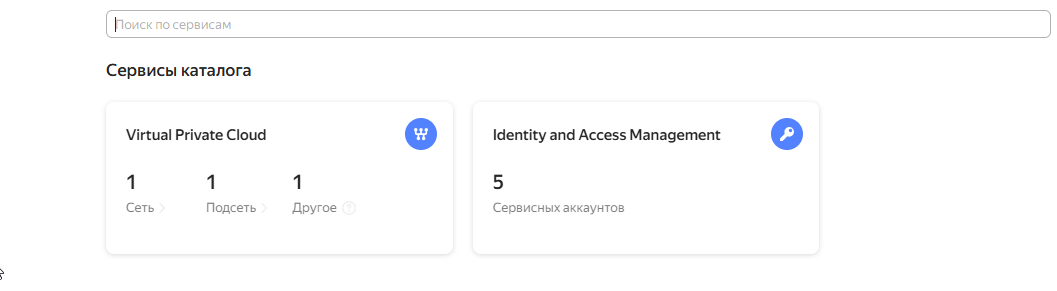 Поиск по сервисам
Сервисы каталога
Virtual Private Cloud
1 1 1
Сеть Подсеть Другое ?
Identity and Access Management
5
Сервисных аккаунтов